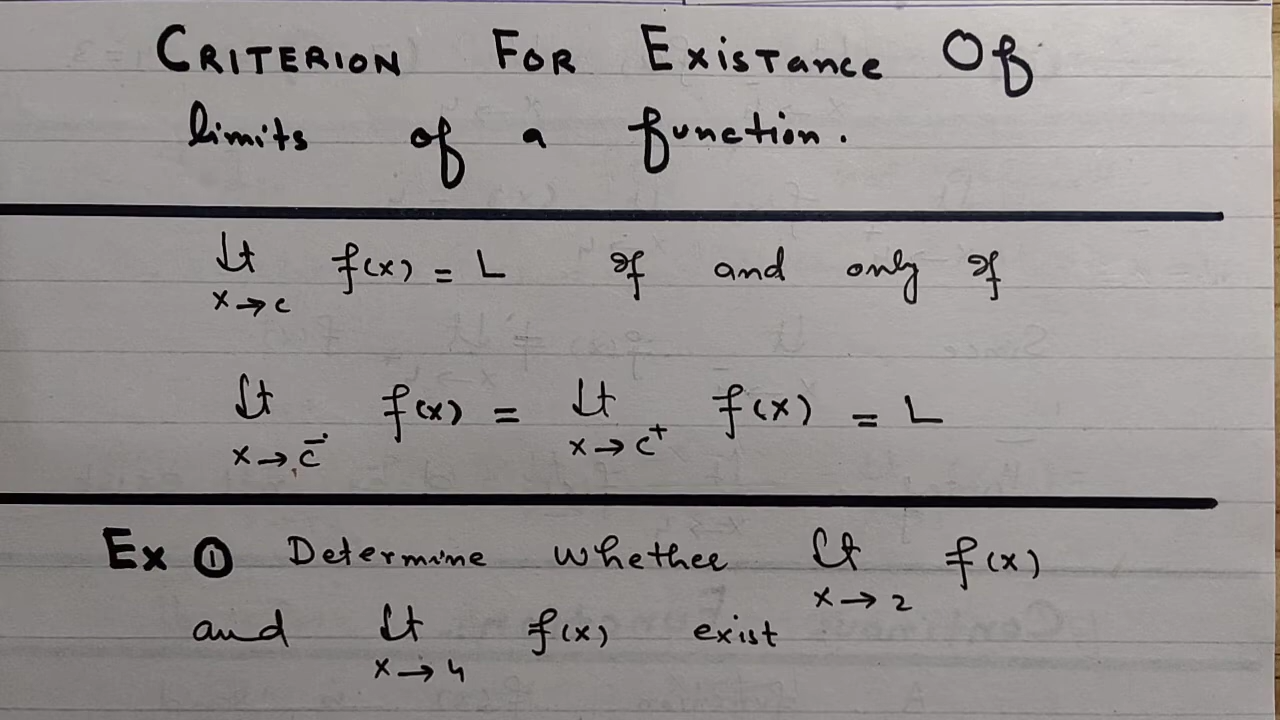 CRITERION FOR EXISTANCE Of
limits of a function.
Lt f(x) = L If and only If
x→c
Lt f(x) = Lt f(x) = L
x→c⁻ x→c⁺
Ex ① Determine whether Lt f(x)
x→2
and Lt f(x) exist
x→4